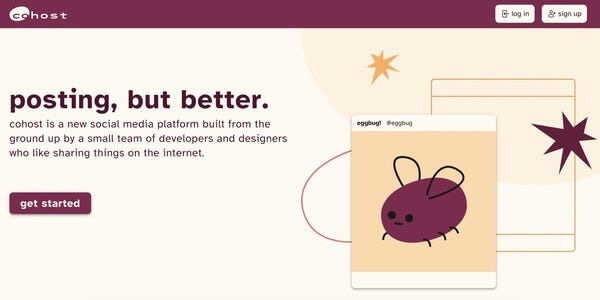 cohost
log in
sign up
posting, but better.
cohost is a new social media platform built from the
ground up by a small team of developers and designers
who like sharing things on the internet.
get started
eggbug! @eggbug